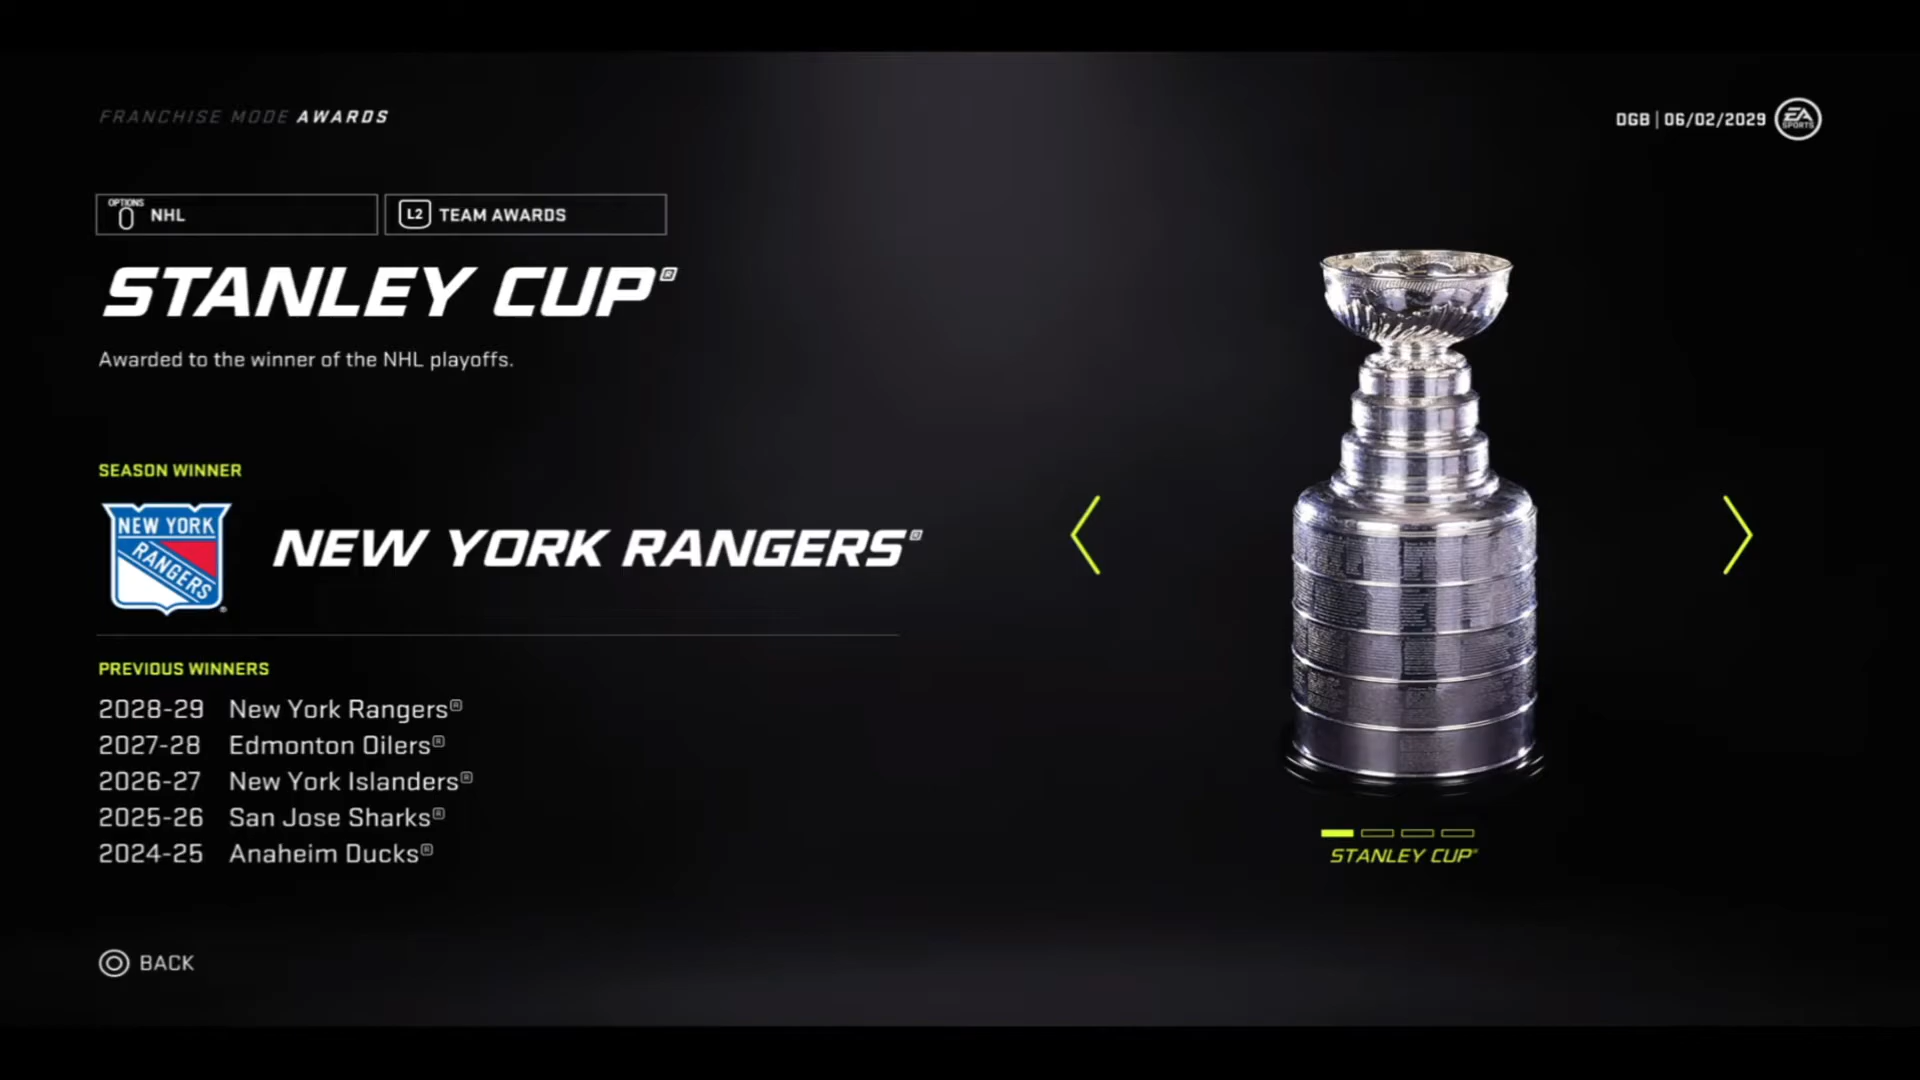 FRANCHISE MODE AWARDS
DGB | 06/02/2029
EA SPORTS
OPTIONS NHL
L2 TEAM AWARDS
STANLEY CUP®
Awarded to the winner of the NHL playoffs.
SEASON WINNER
NEW YORK RANGERS
NEW YORK RANGERS®
PREVIOUS WINNERS
2028-29 New York Rangers®
2027-28 Edmonton Oilers®
2026-27 New York Islanders®
2025-26 San Jose Sharks®
2024-25 Anaheim Ducks®
STANLEY CUP®
BACK